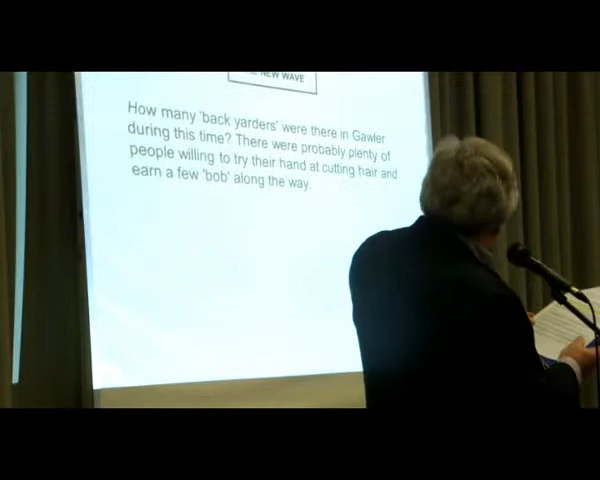 NEW WAVE
How many 'back yarders' were there in Gawler
during this time? There were probably plenty of
people willing to try their hand at cutting hair and
earn a few 'bob' along the way.